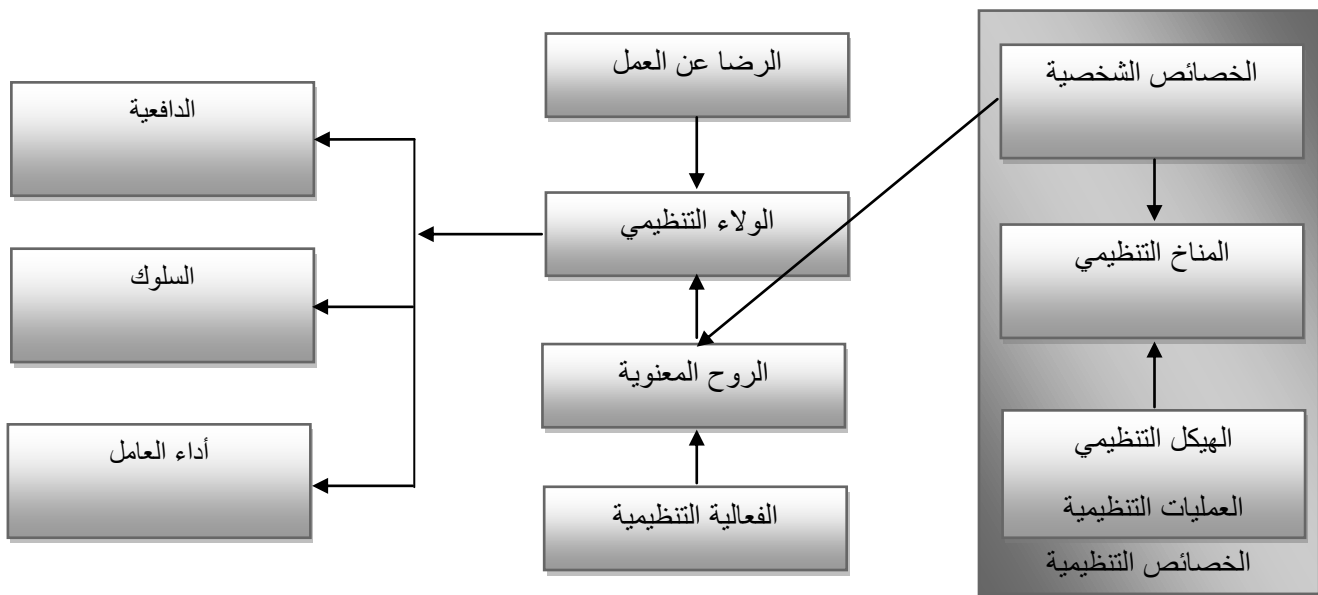 الخصائص الشخصية
المناخ التنظيمي
الهيكل التنظيمي
العمليات التنظيمية
الخصائص التنظيمية
الرضا عن العمل
الولاء التنظيمي
الروح المعنوية
الفعالية التنظيمية
الدافعية
السلوك
أداء العامل